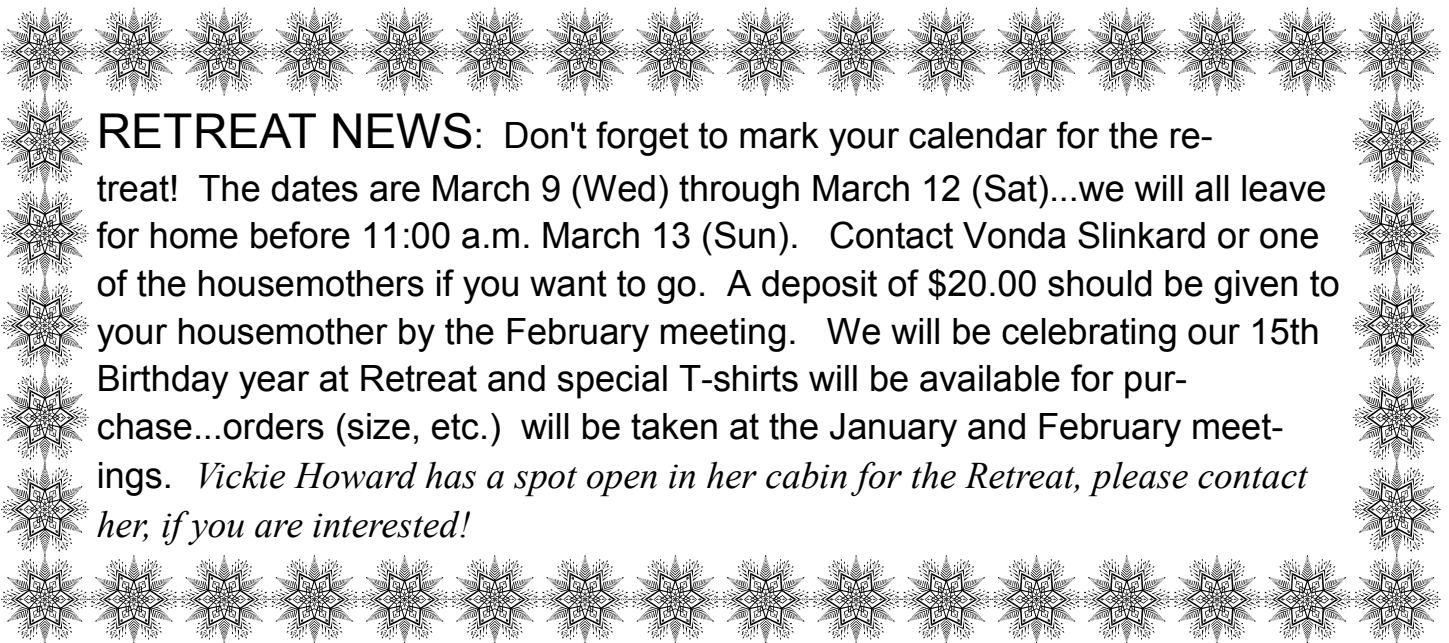 RETREAT NEWS:  Don't forget to mark your calendar for the re-
treat!  The dates are March 9 (Wed) through March 12 (Sat)...we will all leave
for home before 11:00 a.m. March 13 (Sun).   Contact Vonda Slinkard or one
of the housemothers if you want to go.  A deposit of $20.00 should be given to
your housemother by the February meeting.   We will be celebrating our 15th
Birthday year at Retreat and special T-shirts will be available for pur-
chase...orders (size, etc.)  will be taken at the January and February meet-
ings.  Vickie Howard has a spot open in her cabin for the Retreat, please contact
her, if you are interested!